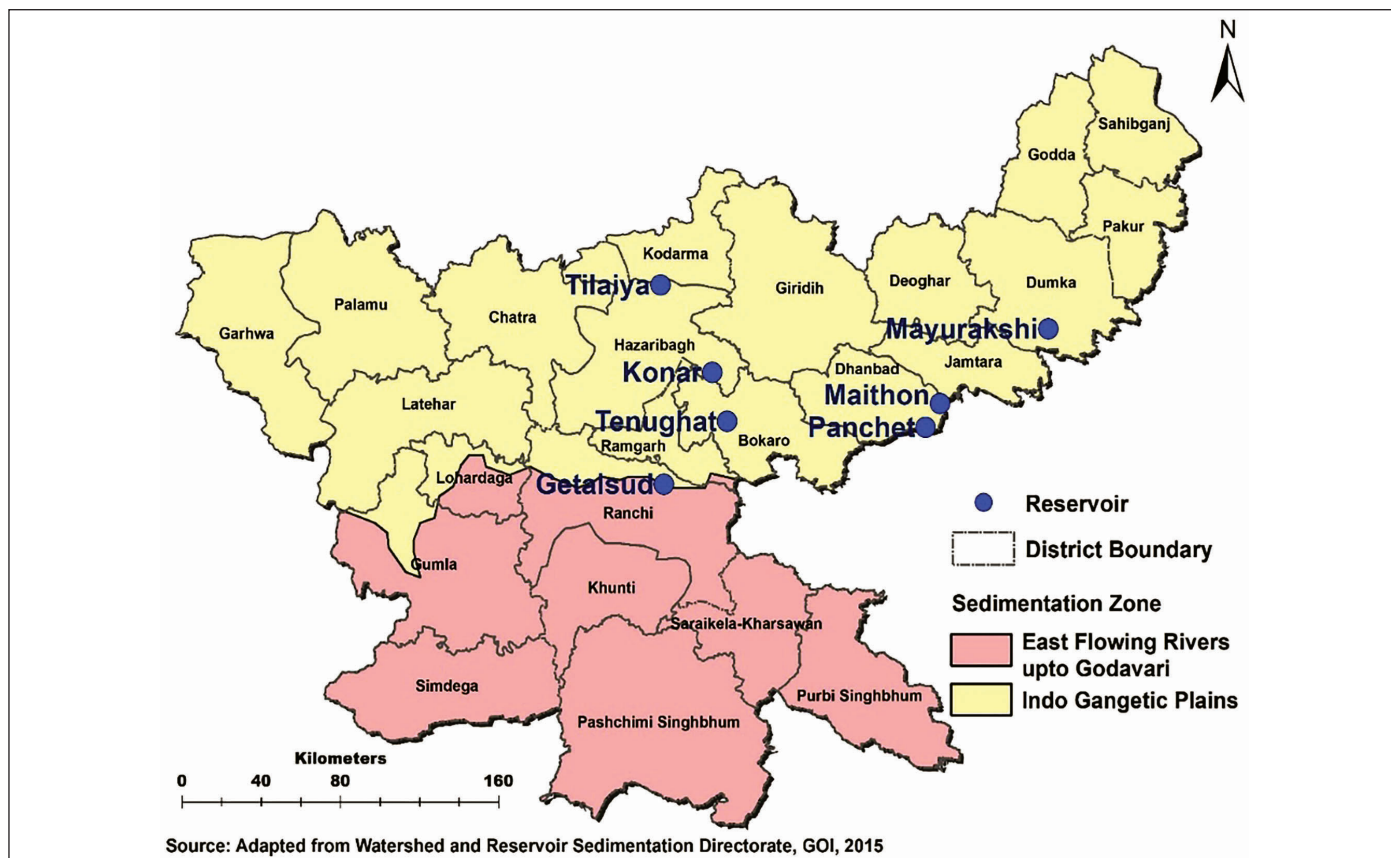 N
Sahibganj
Godda
Pakur
Kodarma
Tilaiya
Giridih
Deoghar
Dumka
Palamu
Chatra
Garhwa
Mayurakshi
Hazaribagh
Jamtara
Konar
Dhanbad
Maithon
Latehar
Tenughat
Panchet
Bokaro
Ramgarh
Lohardaga
Getalsud
Ranchi
Gumla
Khunti
Saraikela-Kharsawan
Simdega
Purbi Singhbhum
Pashchimi Singhbhum
Reservoir
District Boundary
Sedimentation Zone
East Flowing Rivers
upto Godavari
Indo Gangetic Plains
Kilometers
0 40 80 160
Source: Adapted from Watershed and Reservoir Sedimentation Directorate, GOI, 2015